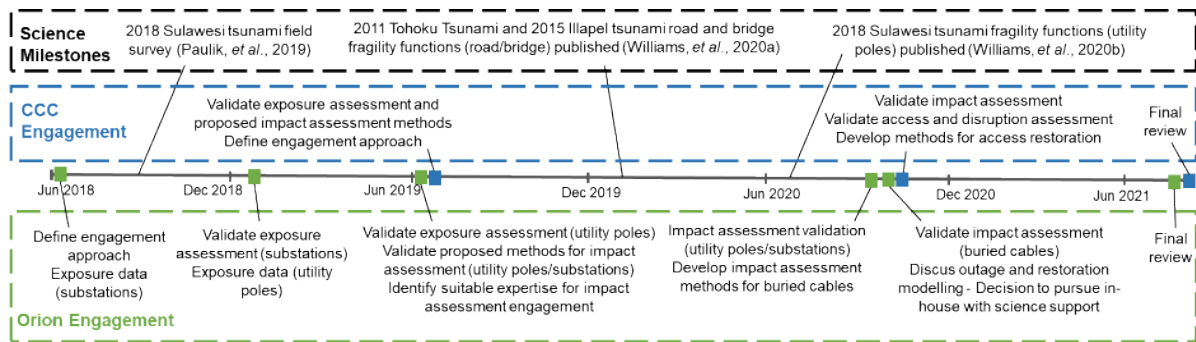 Science
Milestones
2018 Sulawesi tsunami field
survey (Paulik, et al., 2019)
2011 Tohoku Tsunami and 2015 Illapel tsunami road and bridge
fragility functions (road/bridge) published (Williams, et al., 2020a)
2018 Sulawesi tsunami fragility functions (utility
poles) published (Williams, et al., 2020b)
CCC
Engagement
Validate exposure assessment and
proposed impact assessment methods
Define engagement approach
Validate impact assessment
Validate access and disruption assessment
Develop methods for access restoration
Final
review
Jun 2018
Dec 2018
Jun 2019
Dec 2019
Jun 2020
Dec 2020
Jun 2021
Define engagement
approach
Exposure data
(substations)
Validate exposure
assessment (substations)
Exposure data (utility
poles)
Validate exposure assessment (utility poles)
Validate proposed methods for impact
assessment (utility poles/substations)
Identify suitable expertise for impact
assessment engagement
Impact assessment validation
(utility poles/substations)
Develop impact assessment
methods for buried cables
Validate impact assessment
(buried cables)
Discus outage and restoration
modelling - Decision to pursue in-
house with science support
Final
review
Orion Engagement